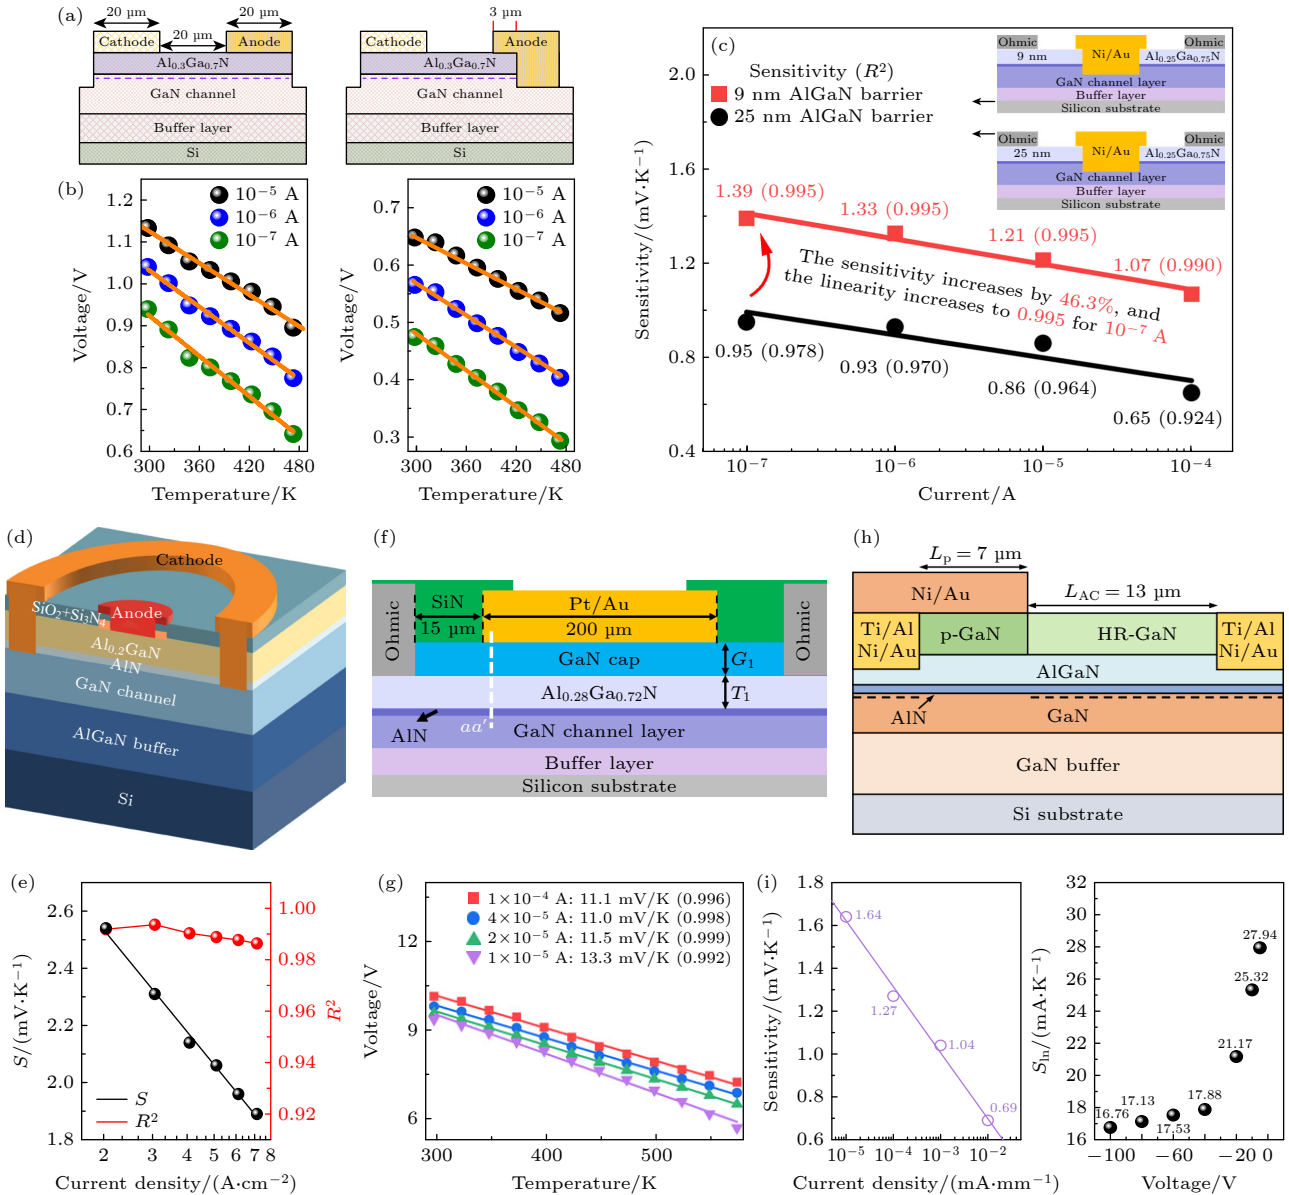 (a)
20 µm
20 µm
20 µm
Cathode
Anode
Al0.3Ga0.7N
GaN channel
Buffer layer
Si
3 µm
Anode
Cathode
Al0.3Ga0.7N
GaN channel
Buffer layer
Si
(b)
Voltage/V
1.2
1.1
1.0
0.9
0.8
0.7
0.6
10−5 A
10−6 A
10−7 A
300 360 420 480
Temperature/K
0.7
0.6
0.5
0.4
0.3
Voltage/V
10−5 A
10−6 A
10−7 A
300 360 420 480
Temperature/K
(c)
Sensitivity/(mV·K−1)
2.0
1.6
1.2
0.8
0.4
Sensitivity (R2)
9 nm AlGaN barrier
25 nm AlGaN barrier
Ohmic
Ni/Au
Ohmic
9 nm
Al0.25Ga0.75N
GaN channel layer
Buffer layer
Silicon substrate
Ohmic
Ni/Au
Ohmic
25 nm
Al0.25Ga0.75N
GaN channel layer
Buffer layer
Silicon substrate
1.39 (0.995)
1.33 (0.995)
1.21 (0.995)
1.07 (0.990)
The sensitivity increases by 46.3%, and
the linearity increases to 0.995 for 10−7 A
0.95 (0.978)
0.93 (0.970)
0.86 (0.964)
0.65 (0.924)
10−7 10−6 10−5 10−4
Current/A
(d)
Cathode
SiO2+Si3N4
Anode
Al0.2GaN
AlN
GaN channel
AlGaN buffer
Si
(f)
Ohmic
SiN
15 µm
Pt/Au
200 µm
Ohmic
GaN cap
G1
Al0.28Ga0.72N
T1
AlN
aa′
GaN channel layer
Buffer layer
Silicon substrate
(h)
Lp = 7 µm
Ni/Au
LAC = 13 µm
Ti/Al
Ni/Au
p-GaN
HR-GaN
Ti/Al
Ni/Au
AlGaN
AlN
GaN
GaN buffer
Si substrate
(e)
S/(mV·K−1)
2.6
2.4
2.2
2.0
1.8
S
R2
1.00
0.98
0.96
0.94
0.92
R2
2 3 4 5 6 7 8
Current density/(A·cm−2)
(g)
Voltage/V
12
9
6
1×10−4 A: 11.1 mV/K (0.996)
4×10−5 A: 11.0 mV/K (0.998)
2×10−5 A: 11.5 mV/K (0.999)
1×10−5 A: 13.3 mV/K (0.992)
300 400 500
Temperature/K
(i)
Sensitivity/(mV·K−1)
1.8
1.6
1.4
1.2
1.0
0.8
0.6
1.64
1.27
1.04
0.69
10−5 10−4 10−3 10−2
Current density/(mA·mm−1)
Sln/(mA·K−1)
32
30
28
26
24
22
20
18
16
27.94
25.32
21.17
17.88
17.13
17.53
16.76
−100 −60 −20 0
Voltage/V